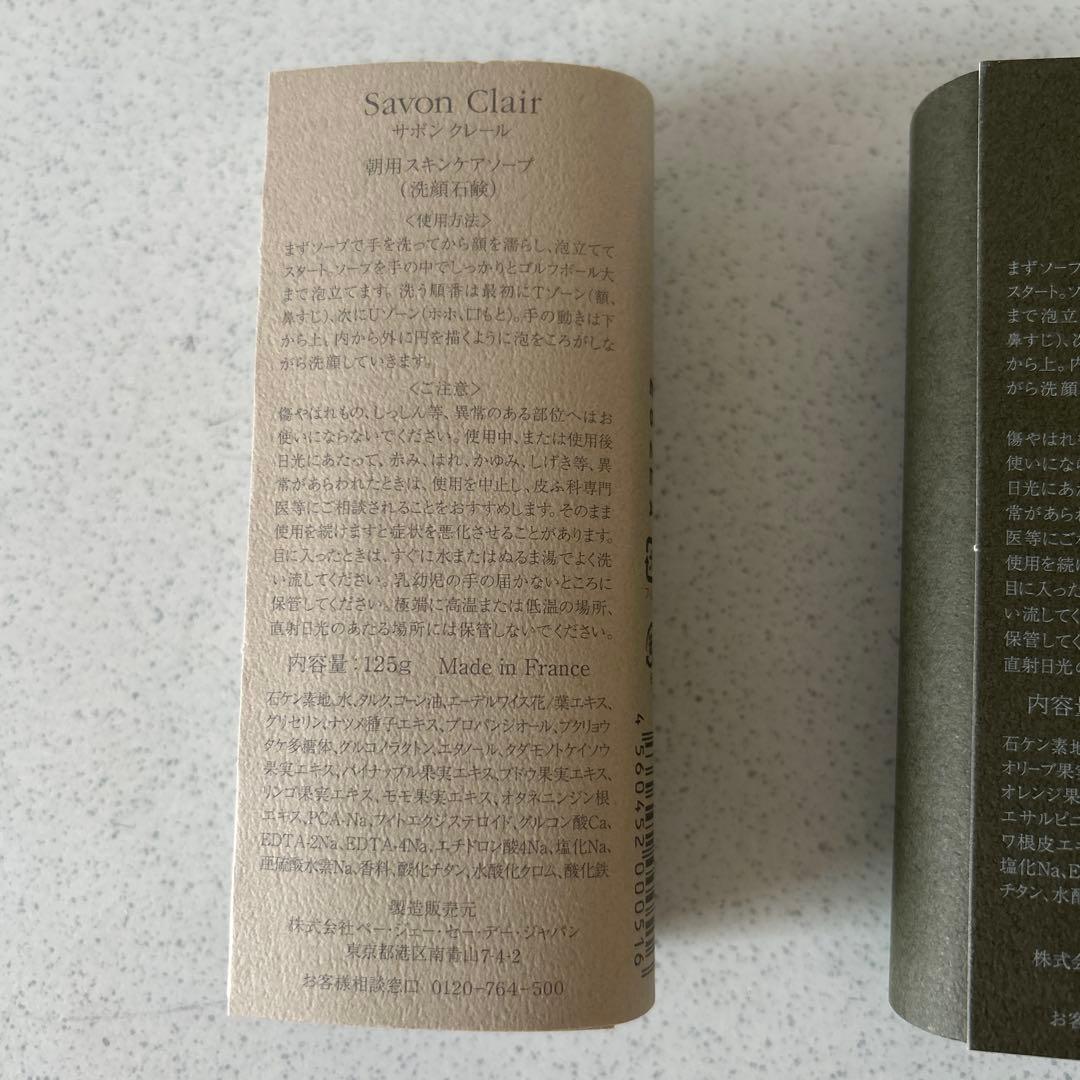 Savon Clair
サボン クレール
朝用スキンケアソープ
(洗顔石鹸)
<使用方法>
まずソープで手を洗ってから顔を濡らし、泡立てて
スタート。ソープを手の中でしっかりとゴルフボール大
まで泡立てます。洗う順番は最初にTゾーン(額、
鼻すじ)、次にUゾーン(ホホ、口もと)。手の動きは下
から上。内から外に円を描くように泡をころがしな
がら洗顔していきます。
<ご注意>
傷やはれもの、しっしん等、異常のある部位へはお
使いにならないでください。使用中、または使用後
日光にあたって、赤み、はれ、かゆみ、しげき等、異
常があらわれたときは、使用を中止し、皮ふ科専門
医等にご相談されることをおすすめします。そのまま
使用を続けますと症状を悪化させることがあります。
目に入ったときは、すぐに水またはぬるま湯でよく洗
い流してください。乳幼児の手の届かないところに
保管してください。極端に高温または低温の場所、
直射日光のあたる場所には保管しないでください。
内容量:125g Made in France
石ケン素地、水、タルク、コーン油、エーデルワイス花/葉エキス、
グリセリン、ナツメ種子エキス、プロパンジオール、ブタリョウ
タケ多糖体、グルコノラクトン、エタノール、クダモノトケイソウ
果実エキス、パイナップル果実エキス、ブドウ果実エキス、
リンゴ果実エキス、モモ果実エキス、オタネニンジン根
エキス、PCA-Na、フィトエクジステロイド、グルコン酸Ca、
EDTA-2Na、EDTA-4Na、エチドロン酸4Na、塩化Na、
亜硫酸水素Na、香料、酸化チタン、水酸化クロム、酸化鉄
製造販売元
株式会社ペー・ジェー・セー・デー・ジャパン
東京都港区南青山7-4-2
お客様相談窓口 0120-764-500
4 560452 000516
まずソープ
スタート。ソ
まで泡立
鼻すじ)、次
から上。内
がら洗顔
傷やはれも
使いになら
日光にあた
常があらわ
医等にご
使用を続け
目に入った
い流してく
保管してく
直射日光の
内容量
石ケン素地
オリーブ果実
オレンジ果
エサルピニ
ワ根皮エキ
塩化Na、E
チタン、水酸
株式会
お客